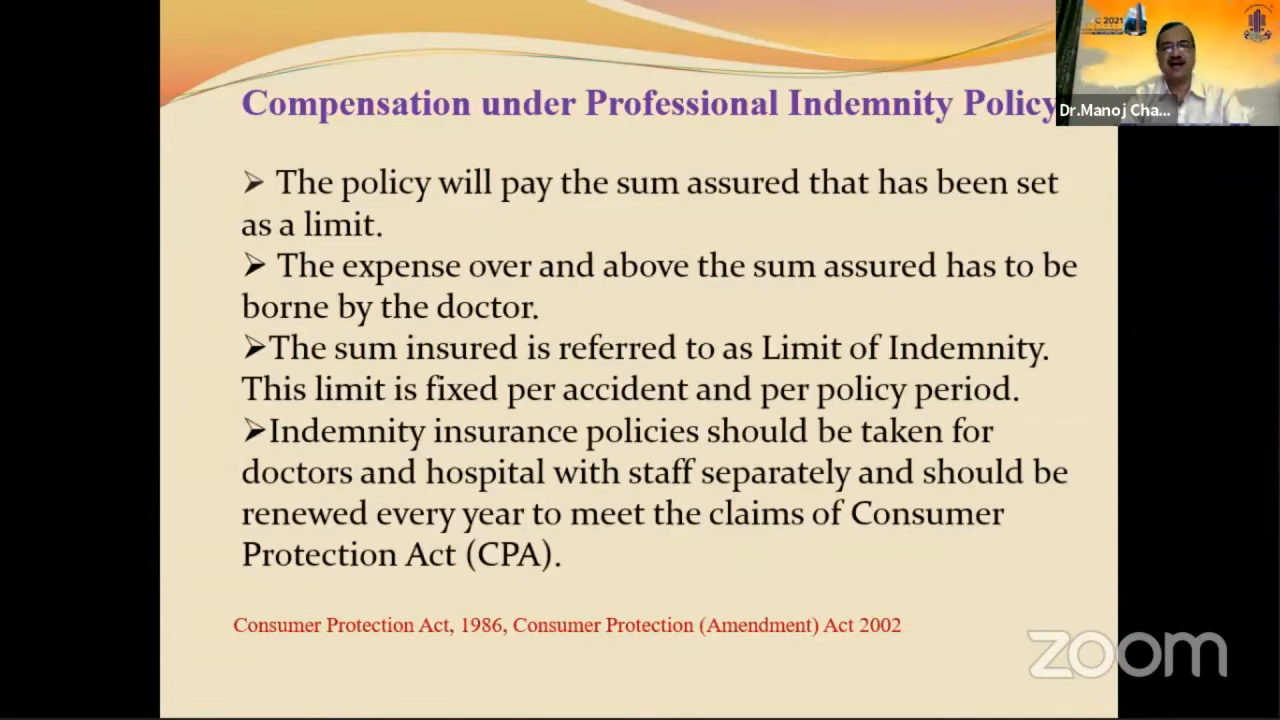 Compensation under Professional Indemnity Policy
➢ The policy will pay the sum assured that has been set
as a limit.
➢ The expense over and above the sum assured has to be
borne by the doctor.
➢The sum insured is referred to as Limit of Indemnity.
This limit is fixed per accident and per policy period.
➢Indemnity insurance policies should be taken for
doctors and hospital with staff separately and should be
renewed every year to meet the claims of Consumer
Protection Act (CPA).
Consumer Protection Act, 1986, Consumer Protection (Amendment) Act 2002
2021
Dr.Manoj Cha...
zoom